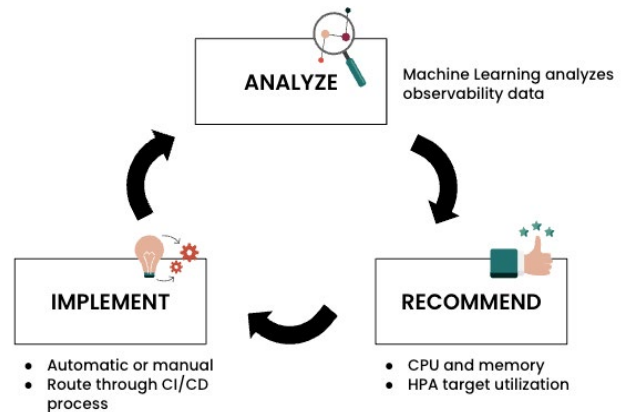 ANALYZE
Machine Learning analyzes
observability data
IMPLEMENT
RECOMMEND
● Automatic or manual
● Route through CI/CD
process
● CPU and memory
● HPA target utilization